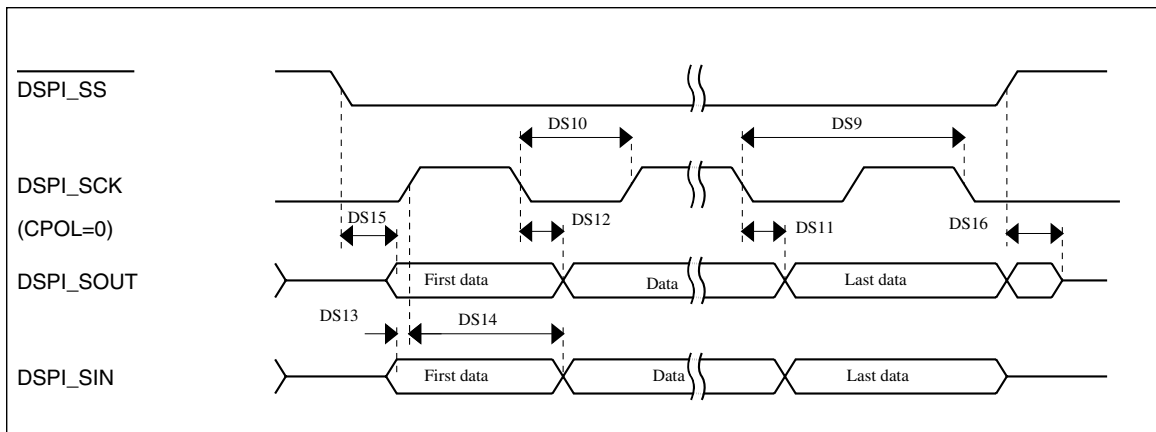 DSPI_SS
DS10
DS9
DSPI_SCK
(CPOL=0)
DS15
DS12
DS11
DS16
DSPI_SOUT
First data
Data
Last data
DS13
DS14
DSPI_SIN
First data
Data
Last data